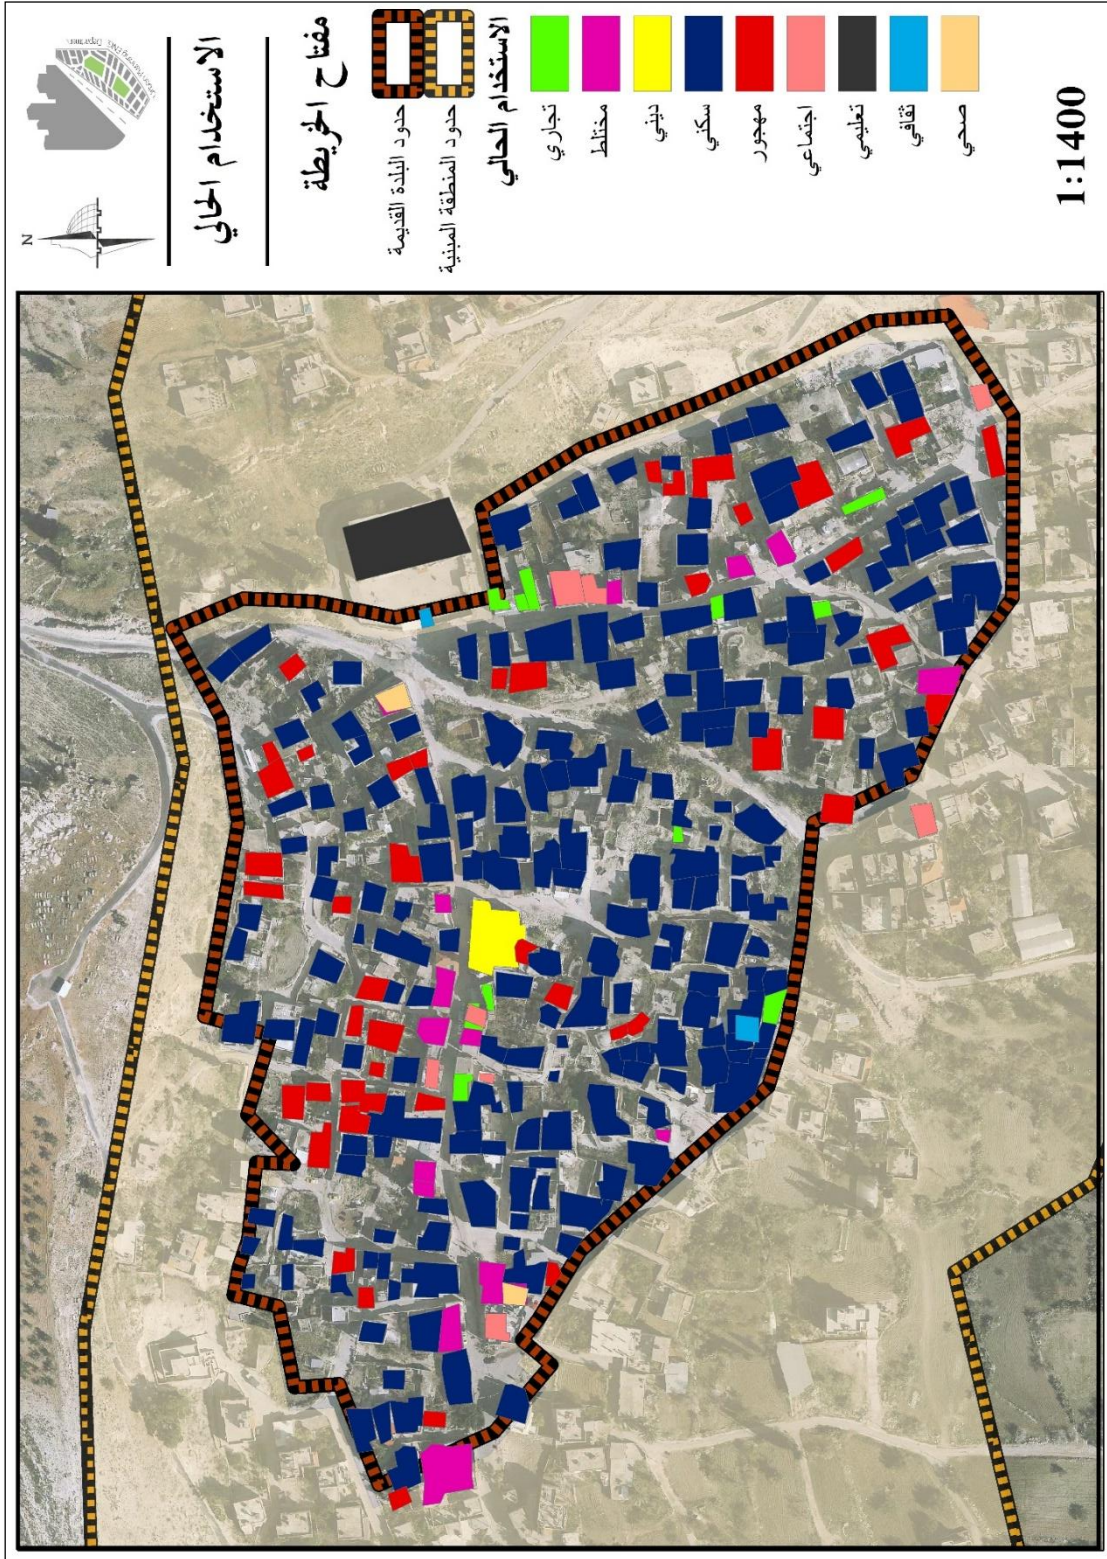 N
الاستخدام الحالي
مفتاح الخريطة
حدود البلدة القديمة
حدود المنطقة المبنية
الاستخدام الحالي
تجاري
مختلط
ديني
سكني
مهجور
اجتماعي
تعليمي
ثقافي
صحي
1:1400